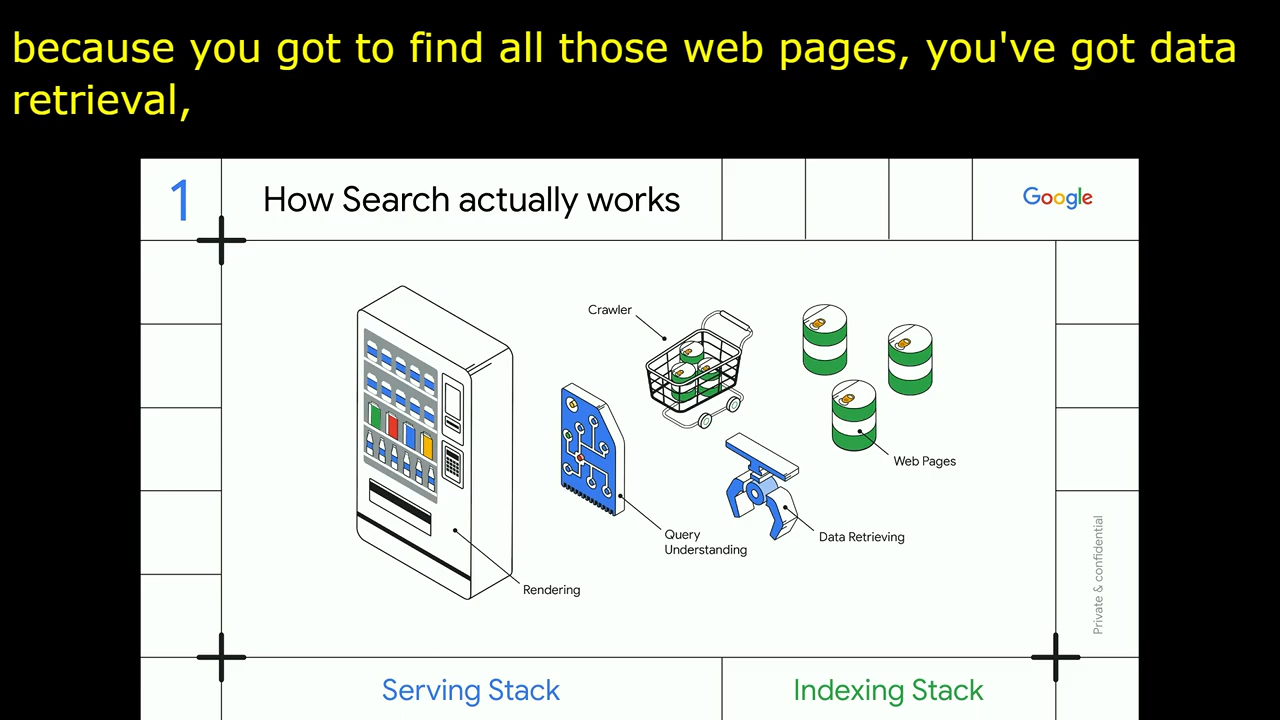 because you got to find all those web pages, you've got data
retrieval,
1
How Search actually works
Google
Crawler
Web Pages
Query
Understanding
Data Retrieving
Rendering
Private & confidential
Serving Stack
Indexing Stack